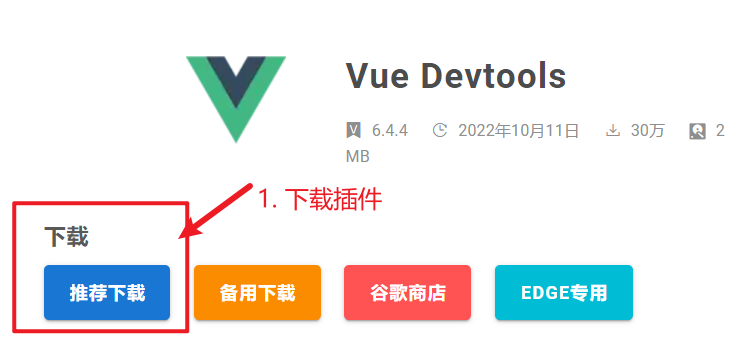 Vue Devtools
V 6.4.4 2022年10月11日 30万 2
MB
1. 下载插件
下载
推荐下载 备用下载 谷歌商店 EDGE专用